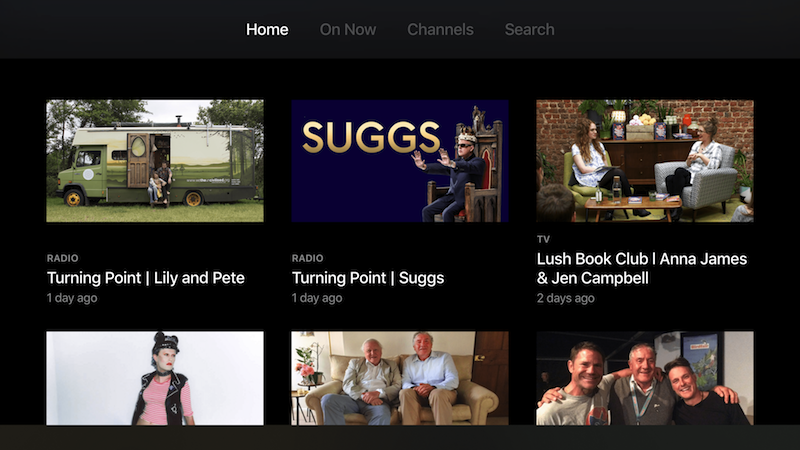 Home On Now Channels Search
SUGGS
RADIO
Turning Point | Lily and Pete
1 day ago
RADIO
Turning Point | Suggs
1 day ago
TV
Lush Book Club l Anna James
& Jen Campbell
2 days ago